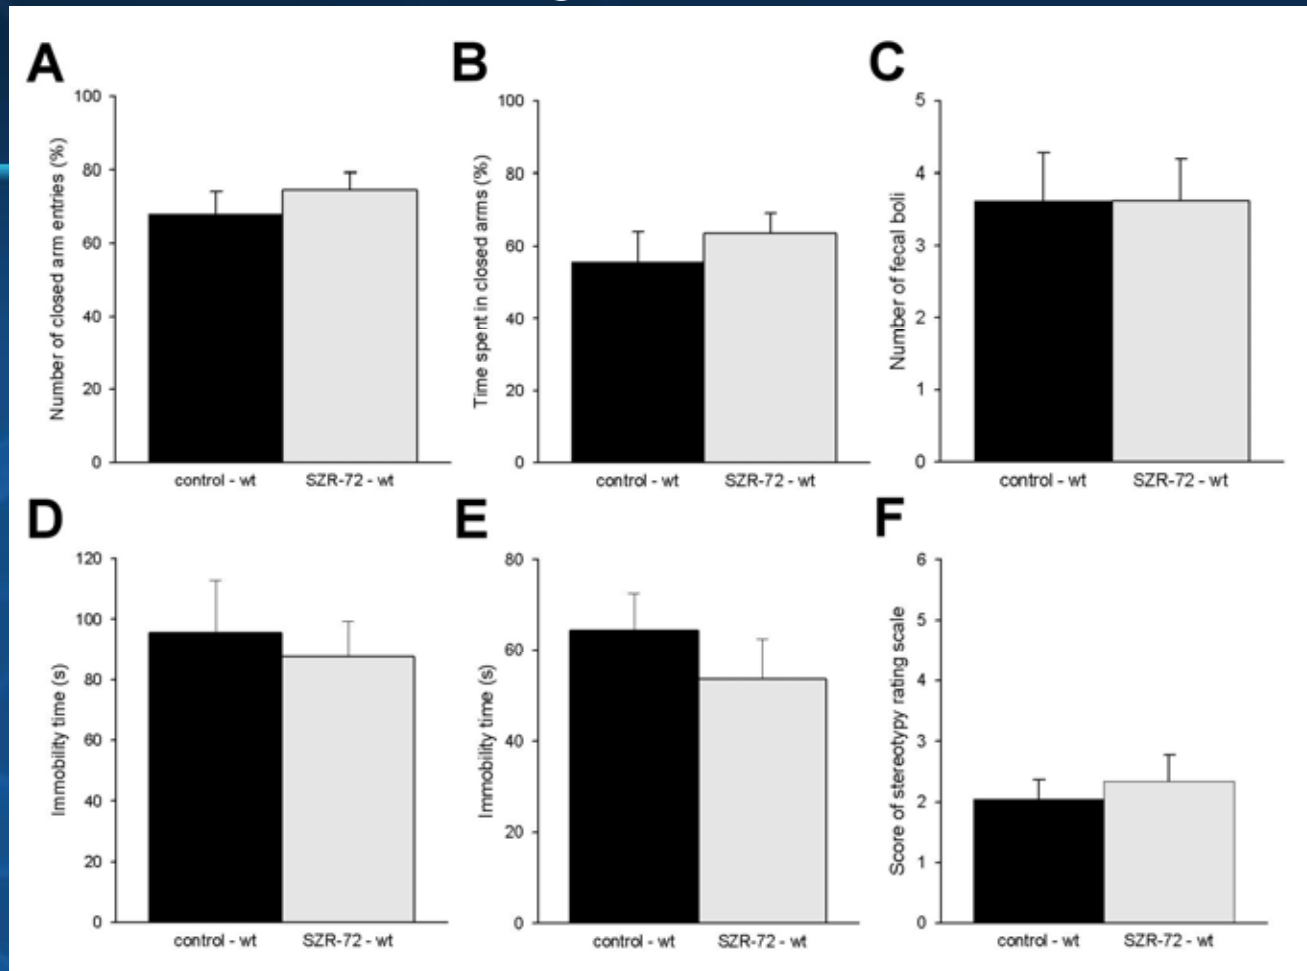 A
Number of closed arm entries (%)
100
80
60
40
20
0
control - wt
SZR-72 - wt
B
Time spent in closed arms (%)
100
80
60
40
20
0
control - wt
SZR-72 - wt
C
Number of fecal boli
5
4
3
2
1
0
control - wt
SZR-72 - wt
D
Immobility time (s)
120
100
80
60
40
20
0
control - wt
SZR-72 - wt
E
Immobility time (s)
80
60
40
20
0
control - wt
SZR-72 - wt
F
Score of stereotypy rating scale
6
5
4
3
2
1
0
control - wt
SZR-72 - wt